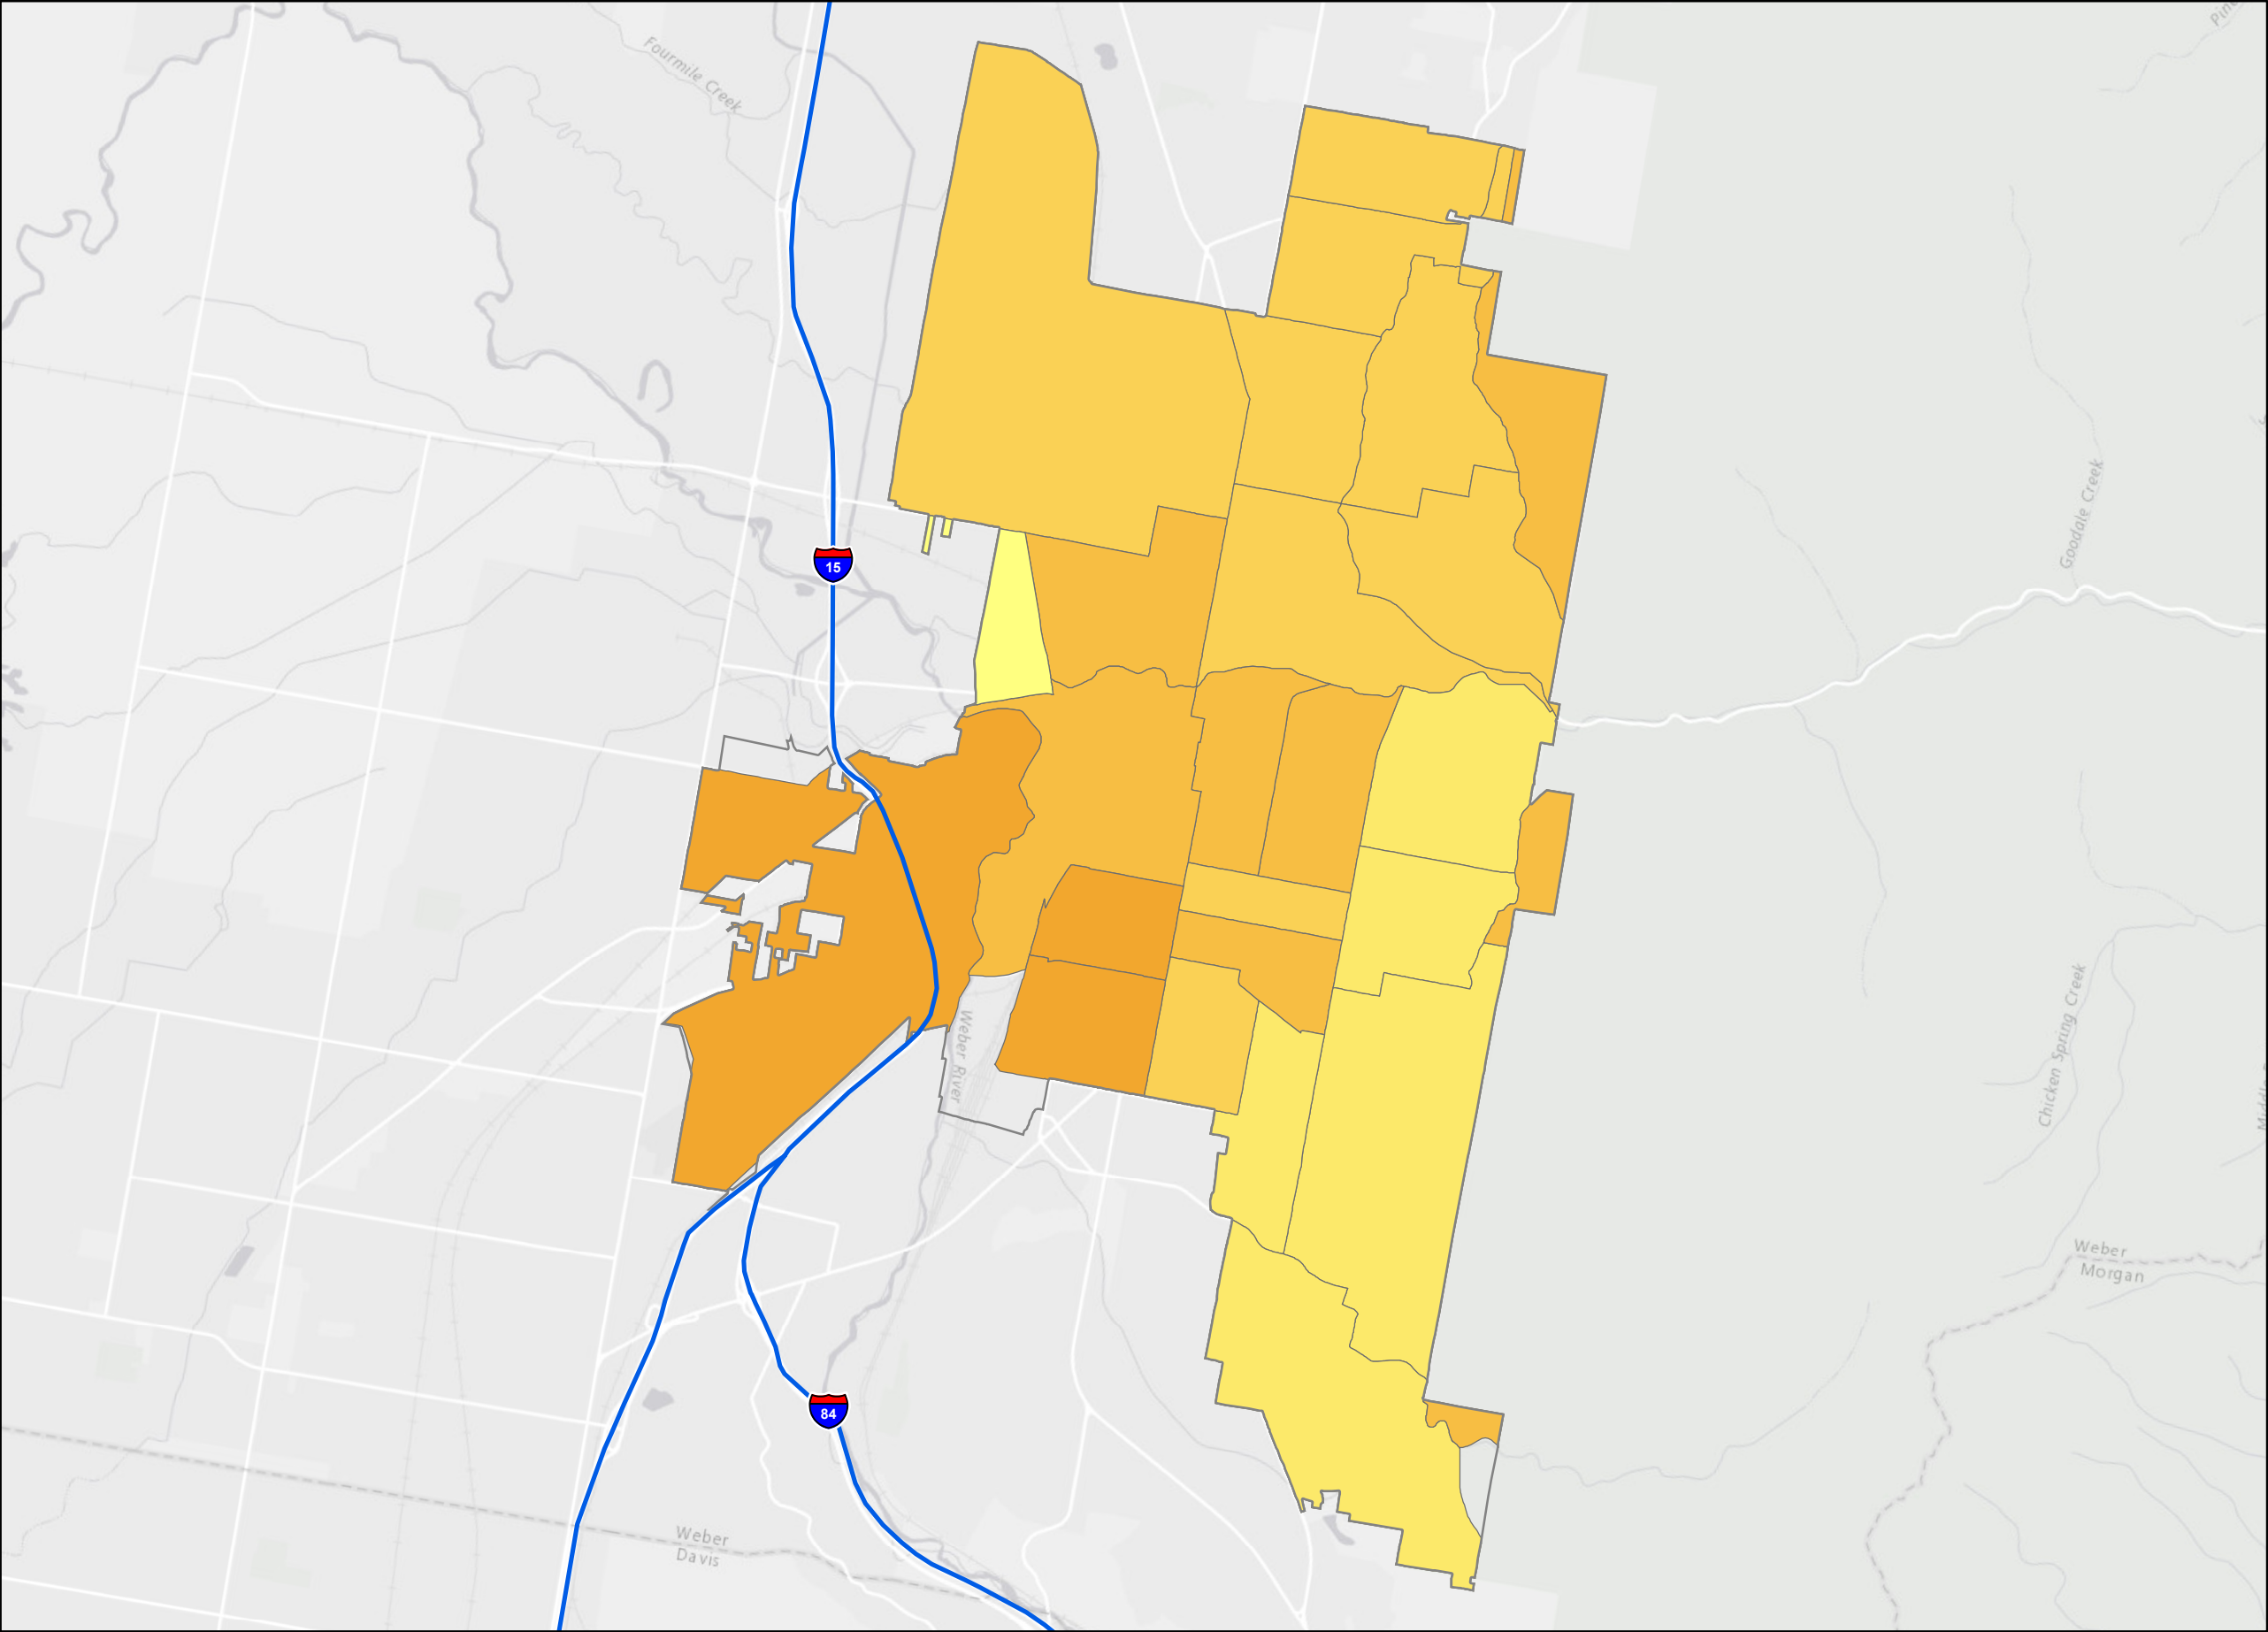 Fourmile Creek
15
Goodale Creek
Chicken Spring Creek
Weber River
Weber
Morgan
84
Weber
Davis